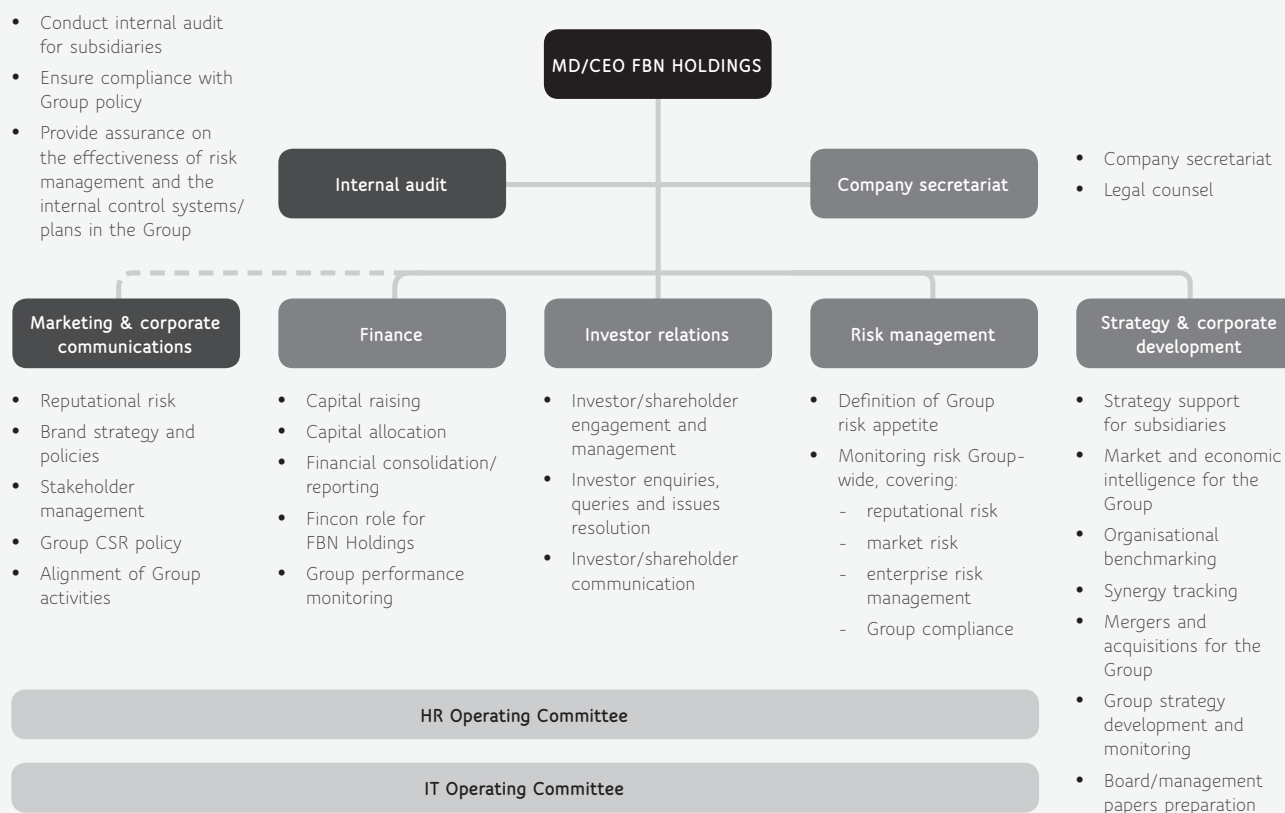 • Conduct internal audit
for subsidiaries
• Ensure compliance with
Group policy
• Provide assurance on
the effectiveness of risk
management and the
internal control systems/
plans in the Group
MD/CEO FBN HOLDINGS
Internal audit
Company secretariat
• Company secretariat
• Legal counsel
Marketing & corporate
communications
Finance
Investor relations
Risk management
Strategy & corporate
development
• Reputational risk
• Brand strategy and
policies
• Stakeholder
management
• Group CSR policy
• Alignment of Group
activities
• Capital raising
• Capital allocation
• Financial consolidation/
reporting
• Fincon role for
FBN Holdings
• Group performance
monitoring
• Investor/shareholder
engagement and
management
• Investor enquiries,
queries and issues
resolution
• Investor/shareholder
communication
• Definition of Group
risk appetite
• Monitoring risk Group-
wide, covering:
- reputational risk
- market risk
- enterprise risk
management
- Group compliance
• Strategy support
for subsidiaries
• Market and economic
intelligence for the
Group
• Organisational
benchmarking
• Synergy tracking
• Mergers and
acquisitions for the
Group
• Group strategy
development and
monitoring
• Board/management
papers preparation
HR Operating Committee
IT Operating Committee